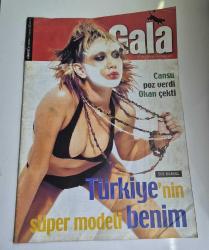 Gala
Cansu
poz verdi
Okan çekti
Türkiye'nin
süper modeli benim